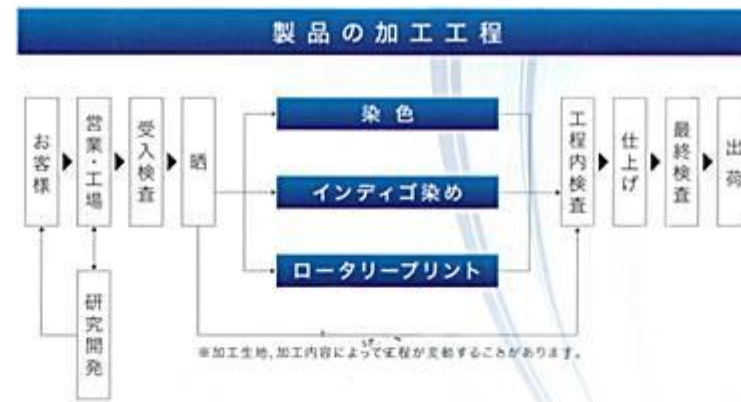 製品の加工工程
お客様
営業・工場
受入検査
晒
染色
インディゴ染め
ロータリープリント
工程内検査
仕上げ
最終検査
出荷
研究開発
※加工生地,加工内容によって工程が変動することがあります。